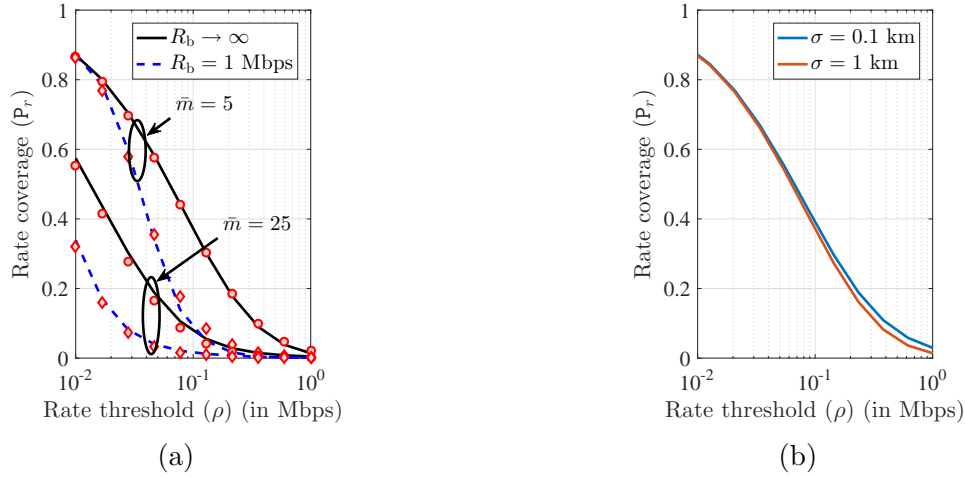 R_b → ∞
R_b = 1 Mbps
m̄ = 5
m̄ = 25
Rate coverage (P_r)
1
0.8
0.6
0.4
0.2
0
10^-2
10^-1
10^0
Rate threshold (ρ) (in Mbps)
(a)
σ = 0.1 km
σ = 1 km
Rate coverage (P_r)
1
0.8
0.6
0.4
0.2
0
10^-2
10^-1
10^0
Rate threshold (ρ) (in Mbps)
(b)